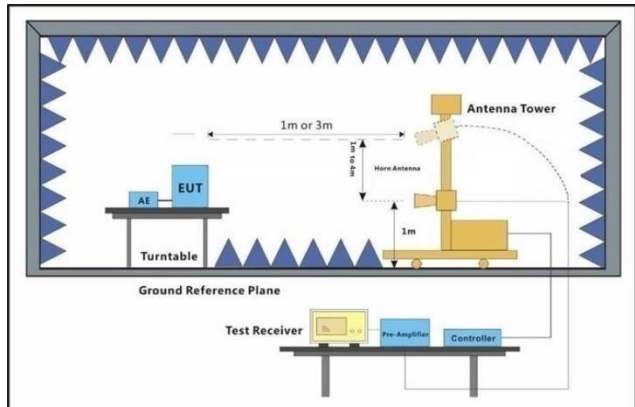 Antenna Tower
1m or 3m
1m to 4m
Horn Antenna
EUT
AE
1m
Turntable
Ground Reference Plane
Test Receiver
Pre-Amplifier
Controller